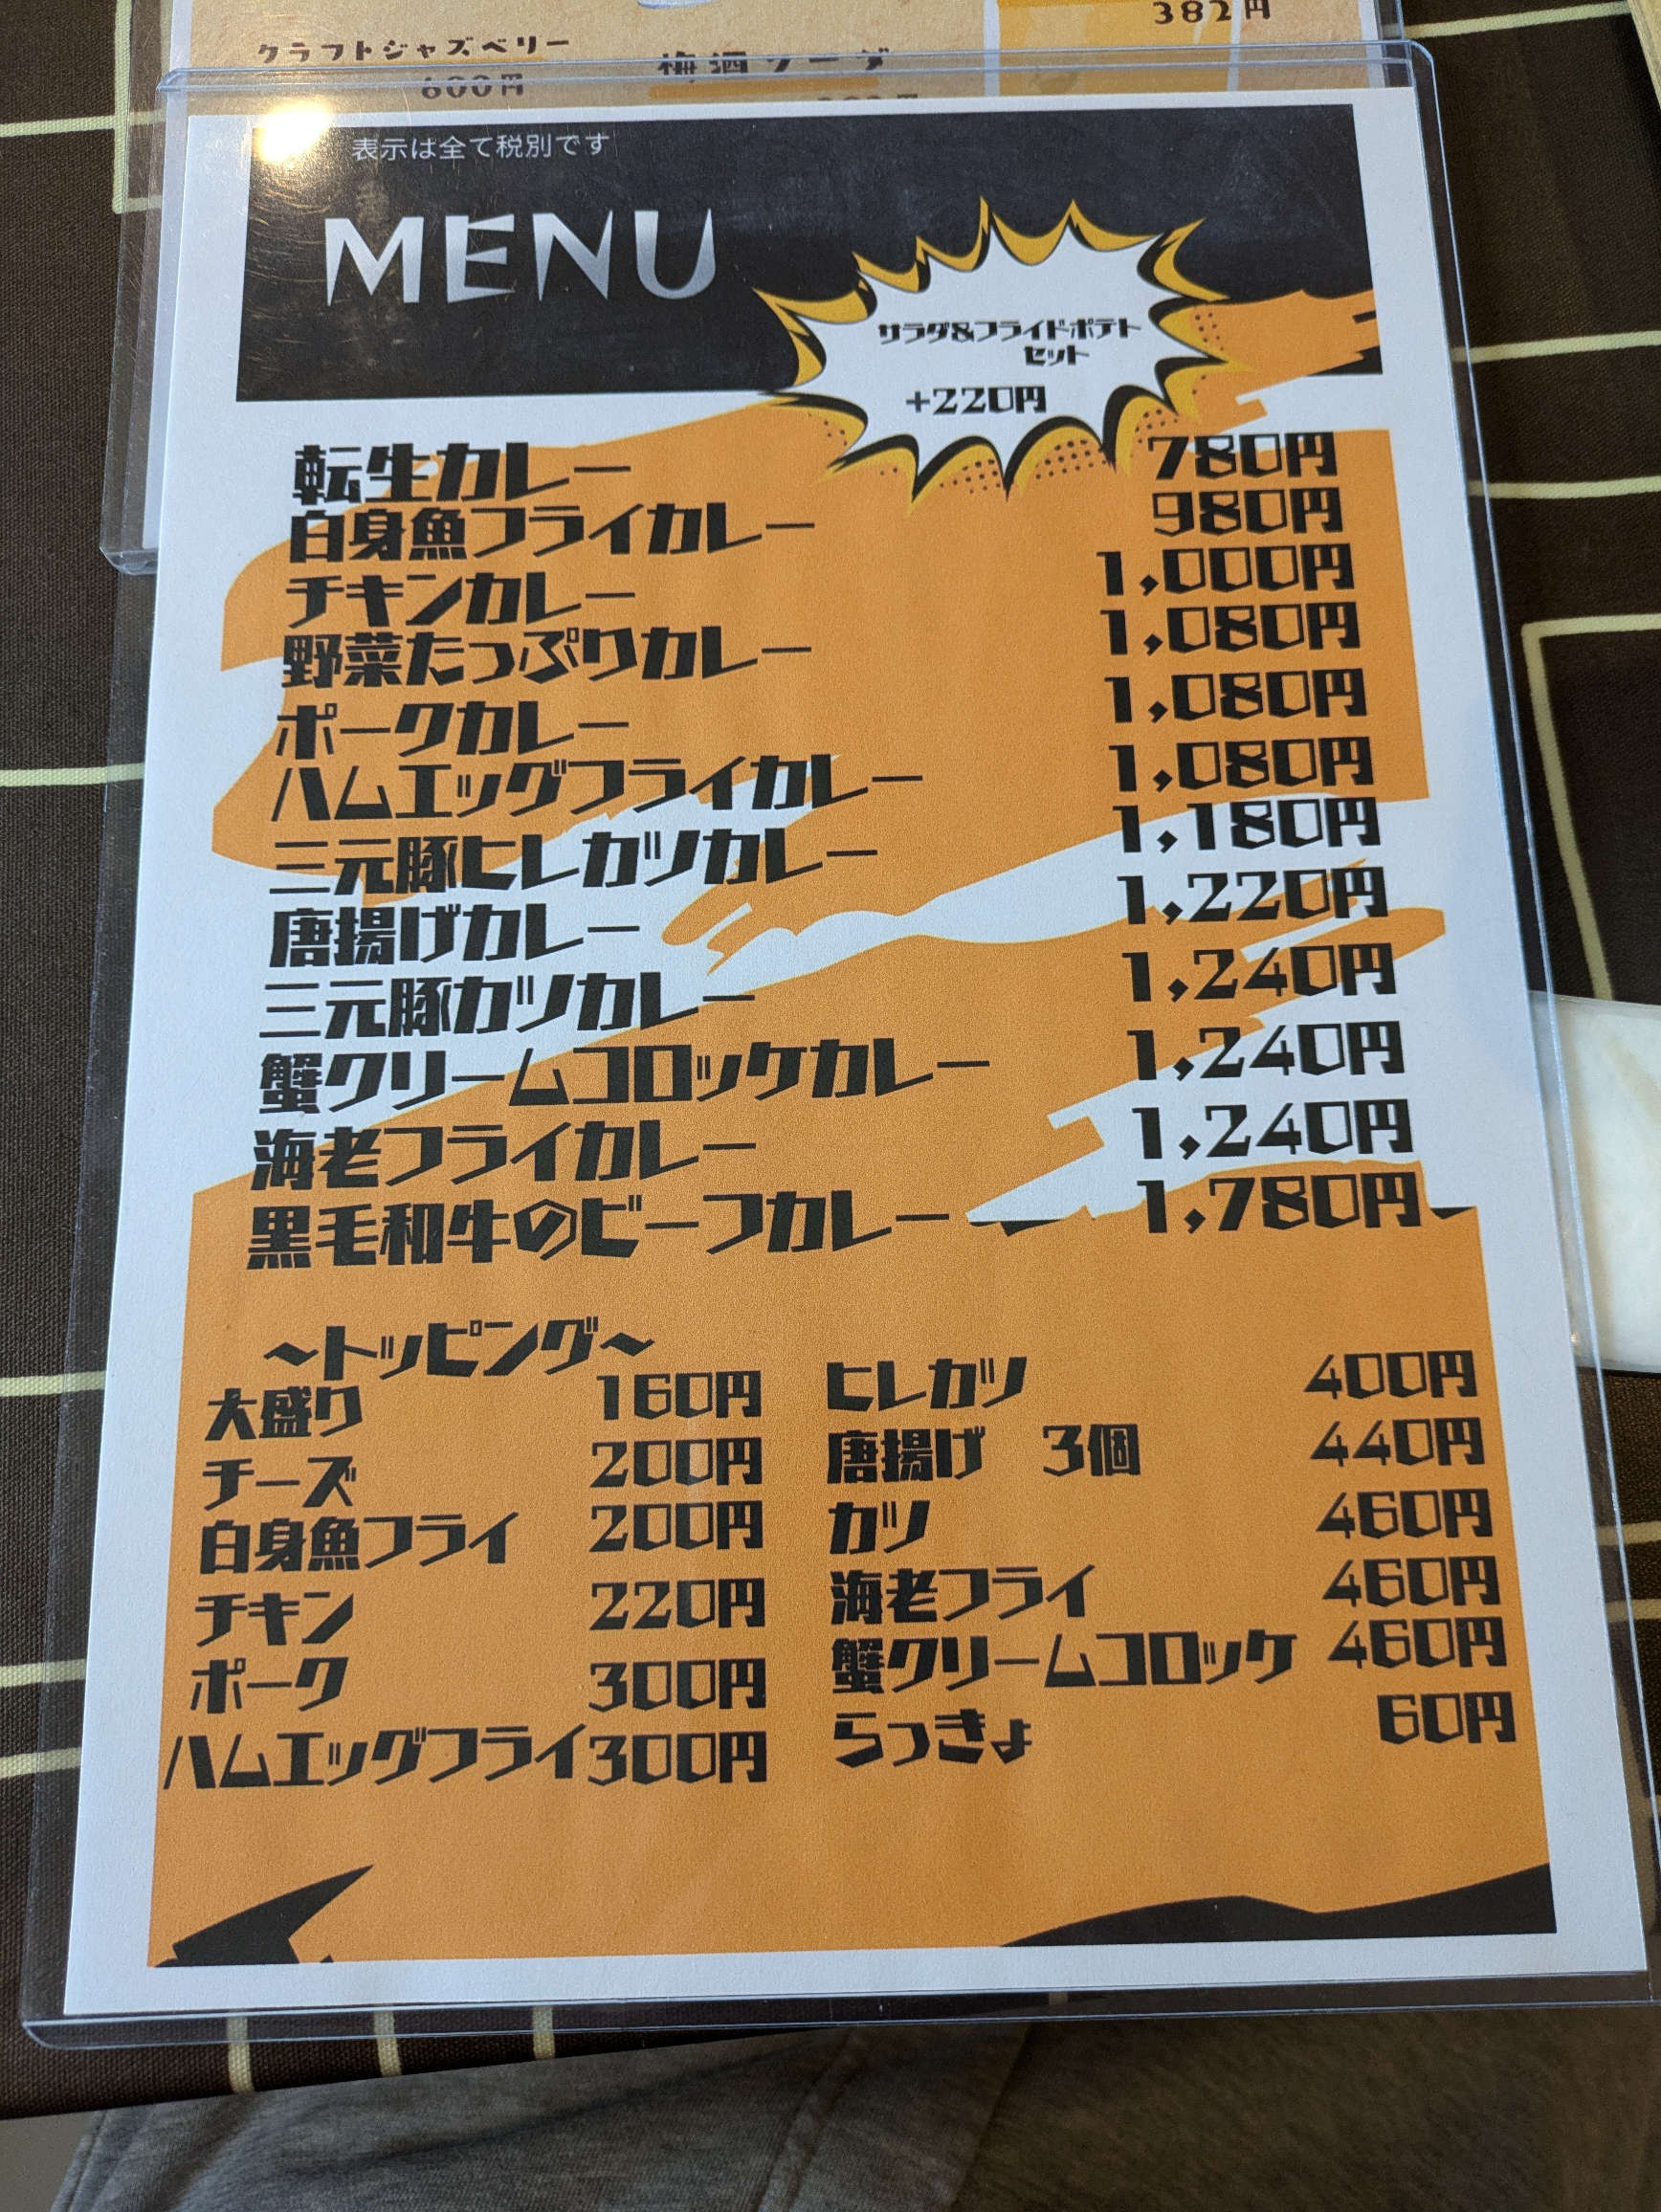 382円
クラフトジャズベリー
600円
梅酒ソーダ
表示は全て税別です
MENU
サラダ&フライドポテト
セット
+220円
転生カレー 780円
白身魚フライカレー 980円
チキンカレー 1,000円
野菜たっぷりカレー 1,080円
ポークカレー 1,080円
ハムエッグフライカレー 1,080円
三元豚ヒレカツカレー 1,180円
唐揚げカレー 1,220円
三元豚カツカレー 1,240円
蟹クリームコロッケカレー 1,240円
海老フライカレー 1,240円
黒毛和牛のビーフカレー 1,780円
~トッピング~
大盛り 160円
チーズ 200円
白身魚フライ 200円
チキン 220円
ポーク 300円
ハムエッグフライ 300円
ヒレカツ 400円
唐揚げ 3個 440円
カツ 460円
海老フライ 460円
蟹クリームコロッケ 460円
らっきょ 60円